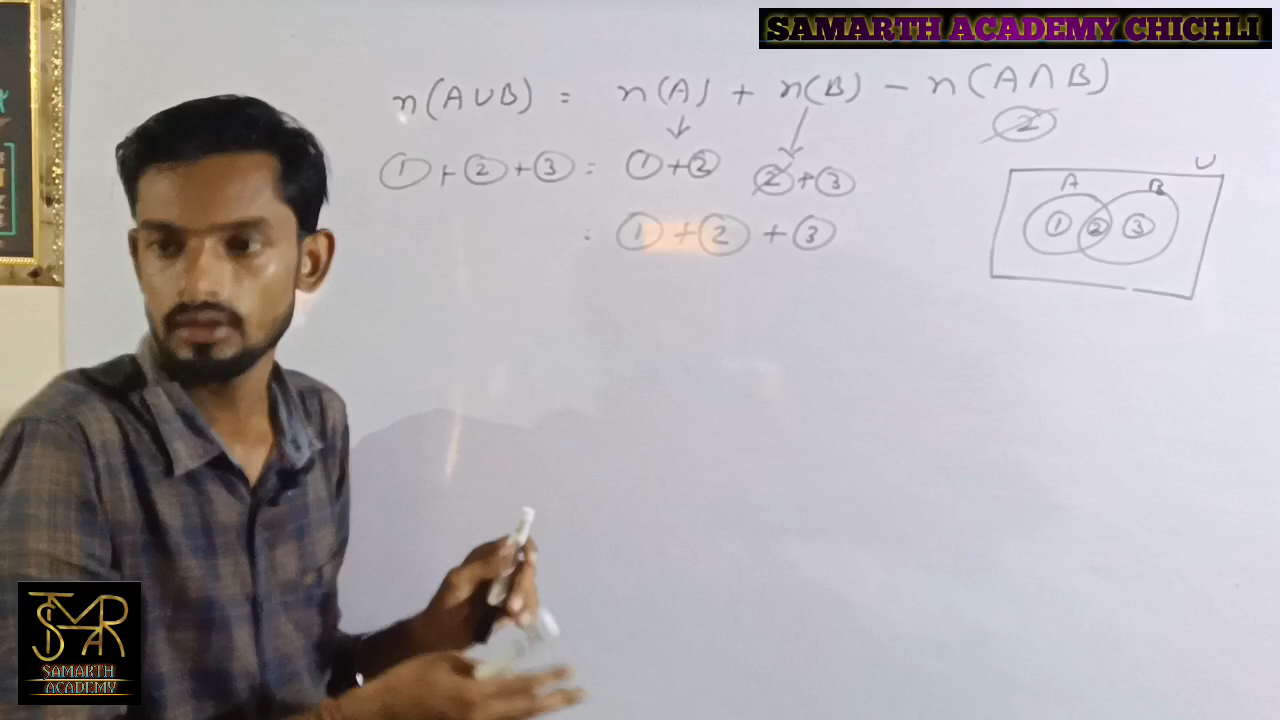 SAMARTH ACADEMY CHICHLI
n(A∪B) = n(A) + n(B) − n(A∩B)
②
①+②+③ = ①+② ②+③
= ①+②+③
U
A B
① ② ③
SAMARTH
ACADEMY